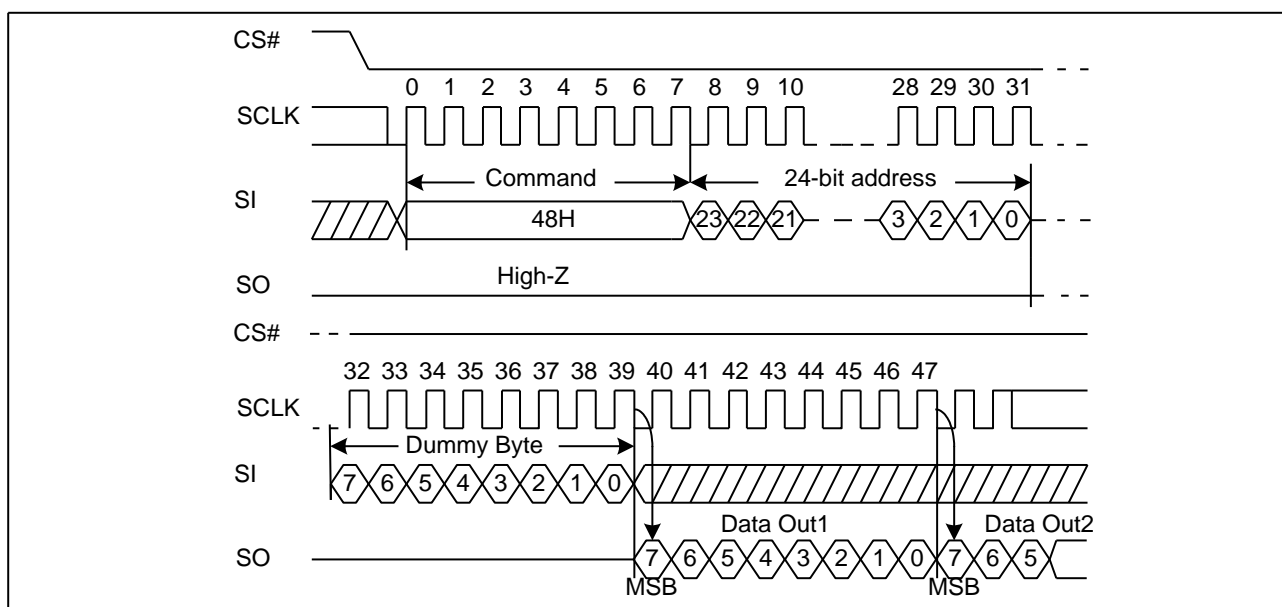 CS#
0 1 2 3 4 5 6 7 8 9 10 28 29 30 31
SCLK
Command 24-bit address
SI
48H 23 22 21 3 2 1 0
High-Z
SO
CS#
32 33 34 35 36 37 38 39 40 41 42 43 44 45 46 47
SCLK
Dummy Byte
SI
7 6 5 4 3 2 1 0
Data Out1 Data Out2
SO
7 6 5 4 3 2 1 0 7 6 5
MSB MSB